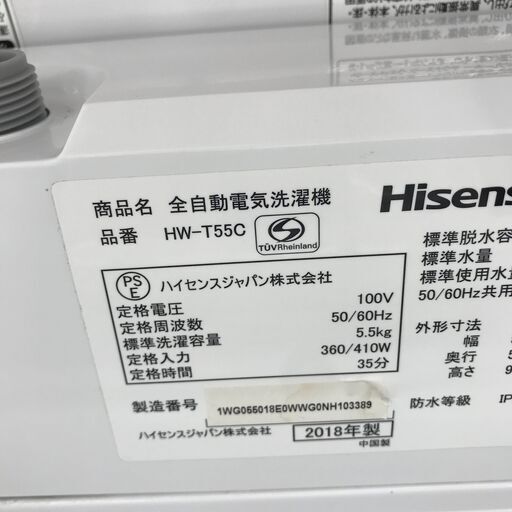 商品名 全自動電気洗濯機
品番 HW-T55C
TÜVRheinland
Hisens
PSE ハイセンスジャパン株式会社
定格電圧 100V
定格周波数 50/60Hz
標準洗濯容量 5.5kg
定格入力 360/410W
定格時間 35分
製造番号 1WG055018E0WWG0NH103389
ハイセンスジャパン株式会社 2018年製
中国製
標準脱水容
標準水量
標準使用水
50/60Hz共用
外形寸法
幅
奥行 5
高さ 9
防水等級 IP